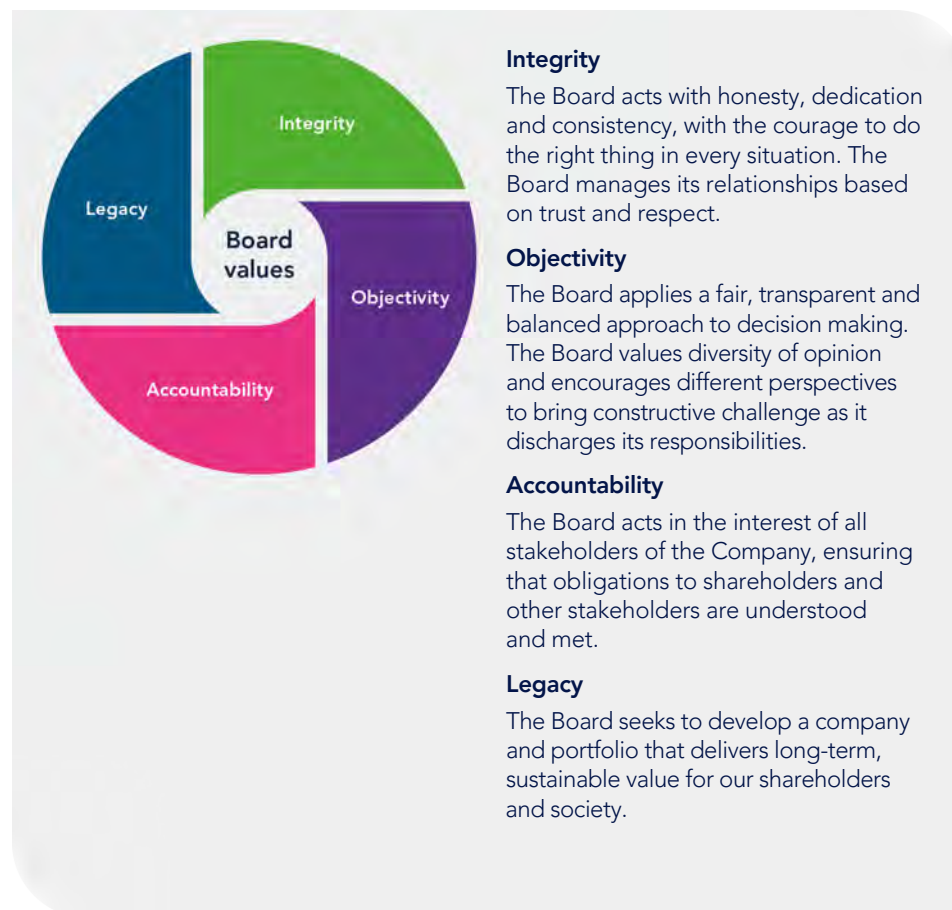 Integrity
Legacy
Board
values
Objectivity
Accountability
Integrity
The Board acts with honesty, dedication
and consistency, with the courage to do
the right thing in every situation. The
Board manages its relationships based
on trust and respect.
Objectivity
The Board applies a fair, transparent and
balanced approach to decision making.
The Board values diversity of opinion
and encourages different perspectives
to bring constructive challenge as it
discharges its responsibilities.
Accountability
The Board acts in the interest of all
stakeholders of the Company, ensuring
that obligations to shareholders and
other stakeholders are understood
and met.
Legacy
The Board seeks to develop a company
and portfolio that delivers long-term,
sustainable value for our shareholders
and society.